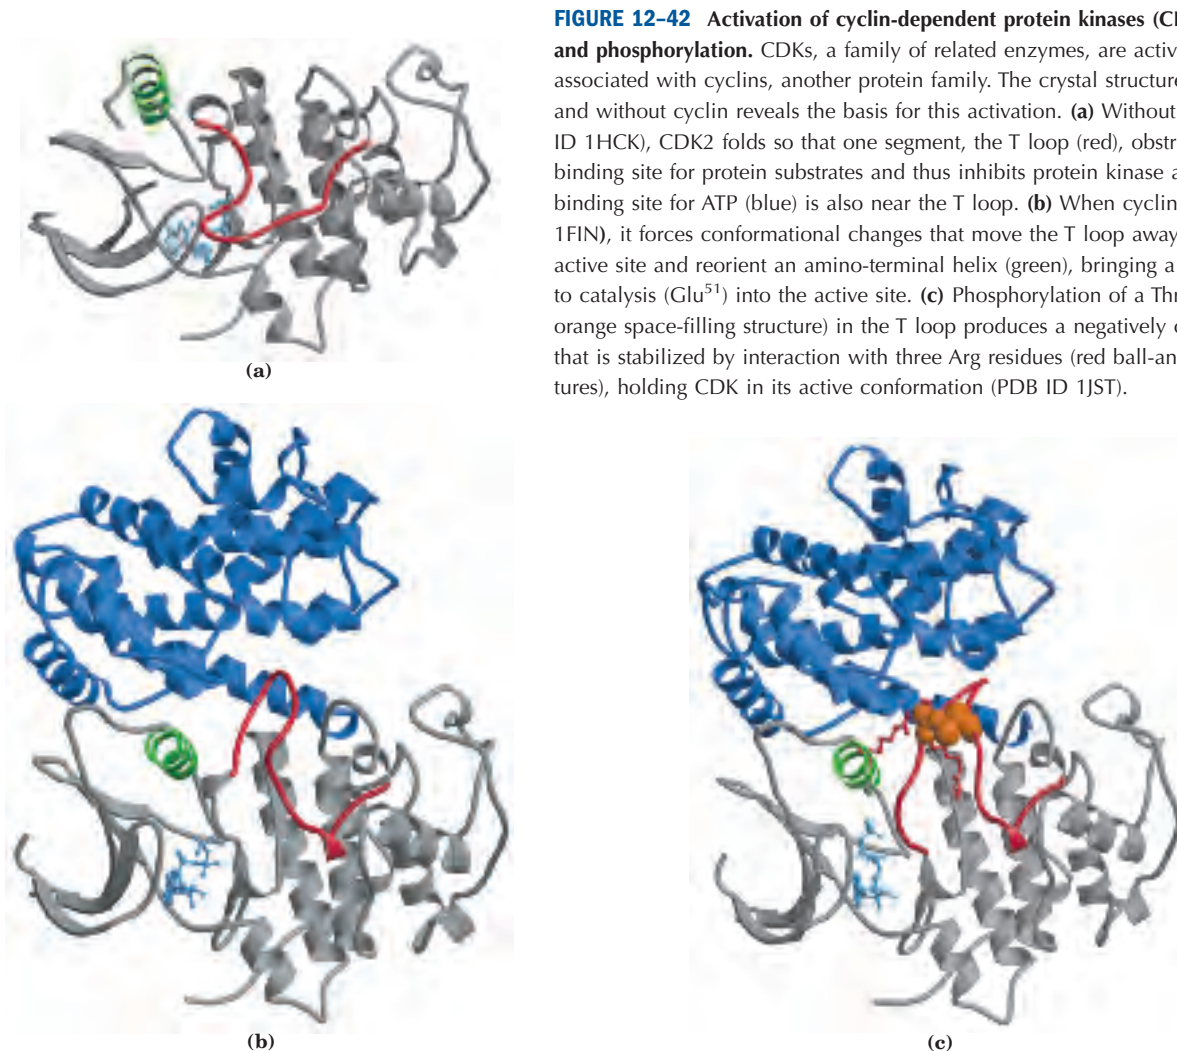 FIGURE 12–42 Activation of cyclin-dependent protein kinases (C
and phosphorylation. CDKs, a family of related enzymes, are activ
associated with cyclins, another protein family. The crystal structure
and without cyclin reveals the basis for this activation. (a) Without
ID 1HCK), CDK2 folds so that one segment, the T loop (red), obstr
binding site for protein substrates and thus inhibits protein kinase a
binding site for ATP (blue) is also near the T loop. (b) When cyclin
1FIN), it forces conformational changes that move the T loop away
active site and reorient an amino-terminal helix (green), bringing a
to catalysis (Glu51) into the active site. (c) Phosphorylation of a Thr
orange space-filling structure) in the T loop produces a negatively c
that is stabilized by interaction with three Arg residues (red ball-an
tures), holding CDK in its active conformation (PDB ID 1JST).
(a)
(b)
(c)